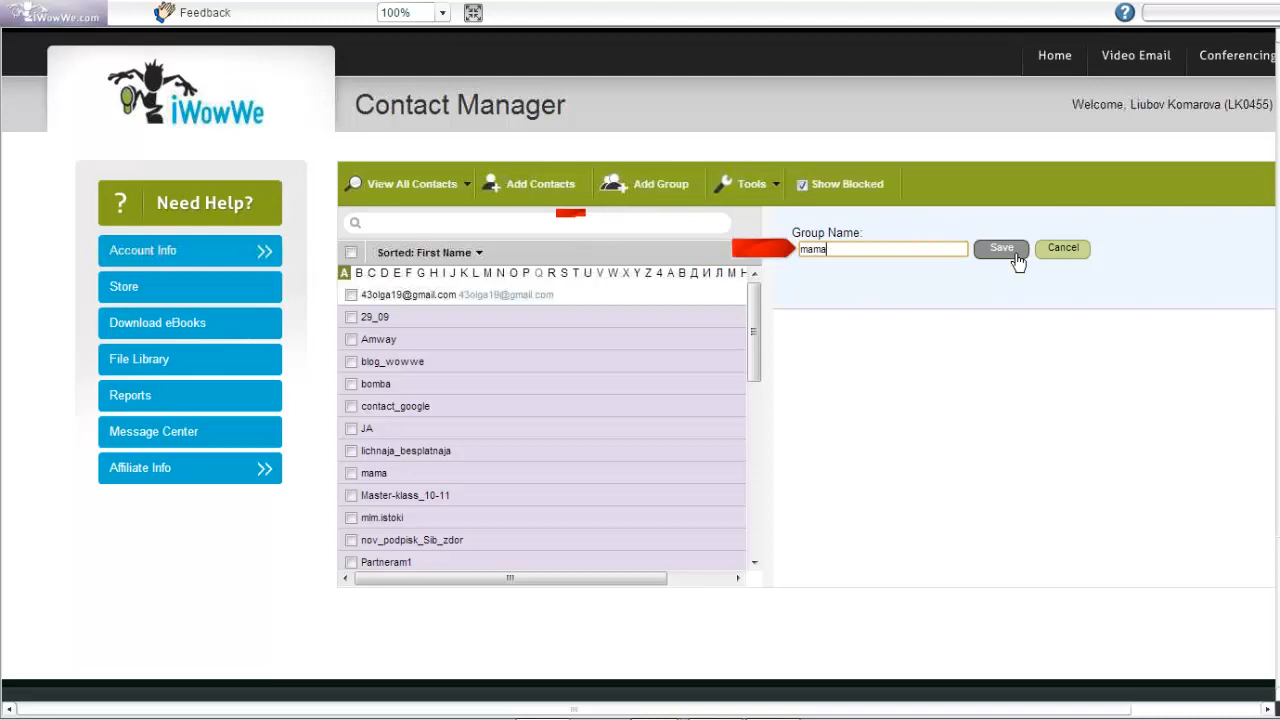 iWowWe.com
Feedback
100%
?
Home
Video Email
Conferencing
iWowWe
Contact Manager
Welcome, Liubov Komarova (LK0455)
? Need Help?
Account Info
Store
Download eBooks
File Library
Reports
Message Center
Affiliate Info
View All Contacts
Add Contacts
Add Group
Tools
Show Blocked
Sorted: First Name
A B C D E F G H I J K L M N O P Q R S T U V W X Y Z 4 А В Д И Л М Н
43olga19@gmail.com 43olga19@gmail.com
29_09
Amway
blog_wowwe
bomba
contact_google
JA
lichnaja_besplatnaja
mama
Master-klass_10-11
mlm.istoki
nov_podpisk_Sib_zdor
Partneram1
Group Name:
mama
Save
Cancel